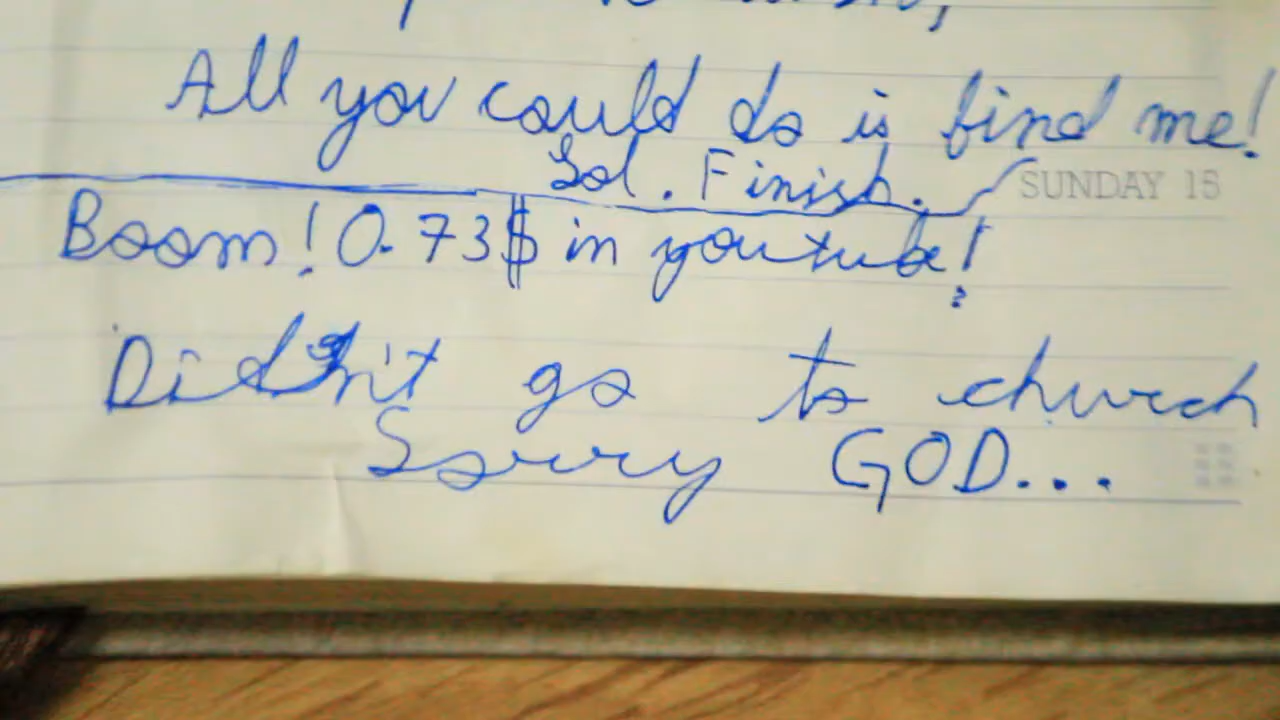 All you could do is find me!
Lol. Finish.
SUNDAY 15
Boom! 0.73$ in youtube!
Didn't go to church
Sorry GOD...